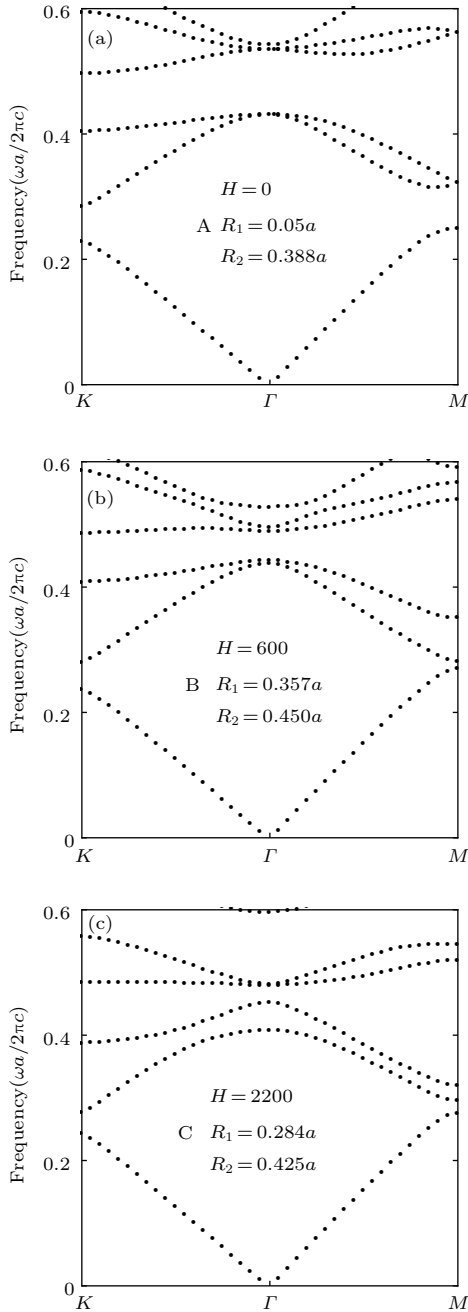 0.6
(a)
0.4
Frequency(ωa/2πc)
H=0
A R₁=0.05a
0.2
R₂=0.388a
0
K Γ M
0.6
(b)
0.4
Frequency(ωa/2πc)
H=600
B R₁=0.357a
0.2
R₂=0.450a
0
K Γ M
0.6
(c)
0.4
Frequency(ωa/2πc)
H=2200
C R₁=0.284a
0.2
R₂=0.425a
0
K Γ M